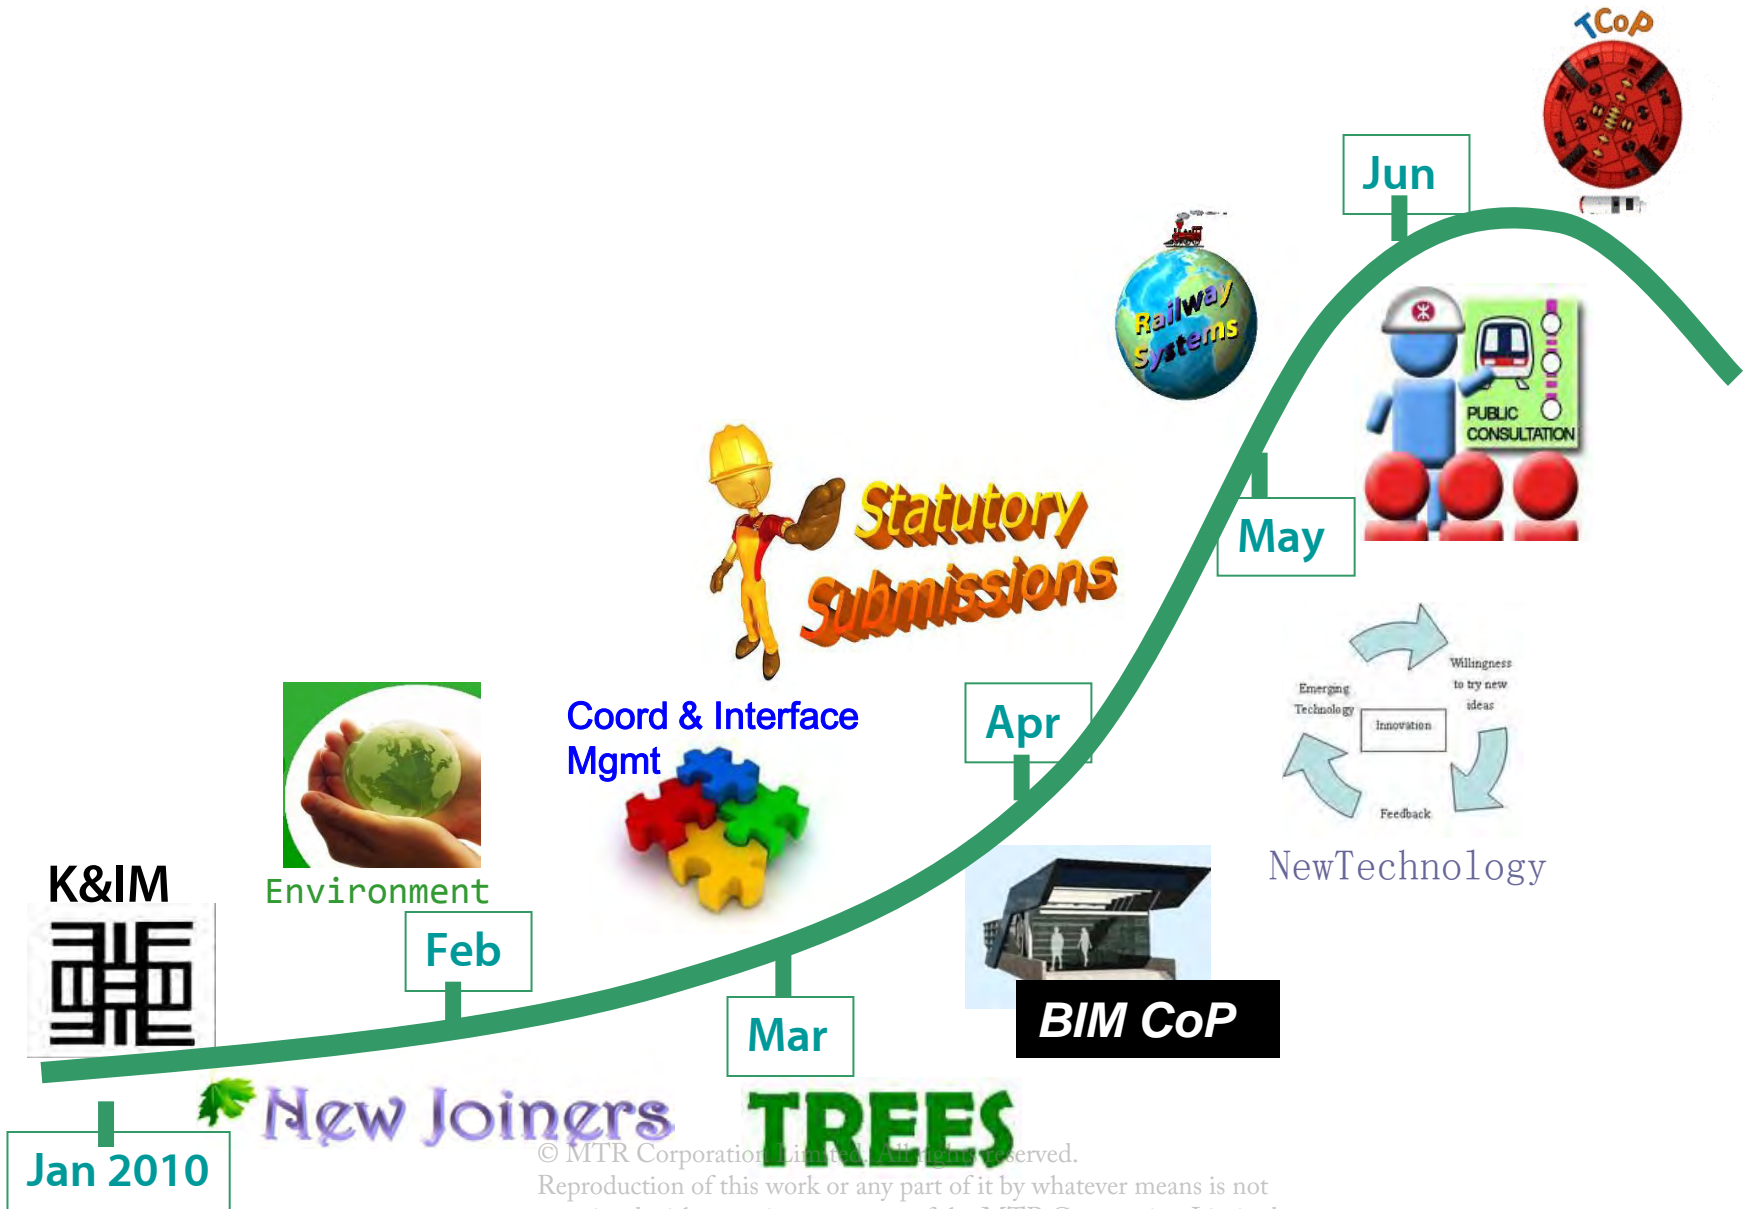 TCoP
Jun
Railway
Systems
PUBLIC
CONSULTATION
Statutory
Submissions
May
Willingness
to try new
ideas
Emerging
Technology
Innovation
Feedback
NewTechnology
Coord & Interface
Mgmt
Apr
K&IM
Environment
Feb
Mar
BIM CoP
New Joiners
TREES
Jan 2010
© MTR Corporation Limited. All rights reserved.
Reproduction of this work or any part of it by whatever means is not